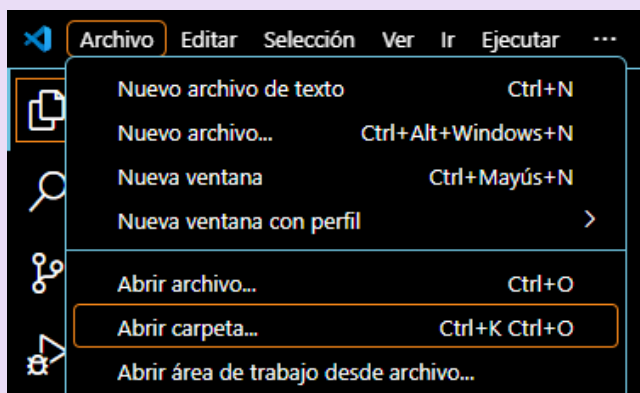 Archivo Editar Selección Ver Ir Ejecutar ···
Nuevo archivo de texto Ctrl+N
Nuevo archivo... Ctrl+Alt+Windows+N
Nueva ventana Ctrl+Mayús+N
Nueva ventana con perfil
Abrir archivo... Ctrl+O
Abrir carpeta... Ctrl+K Ctrl+O
Abrir área de trabajo desde archivo...